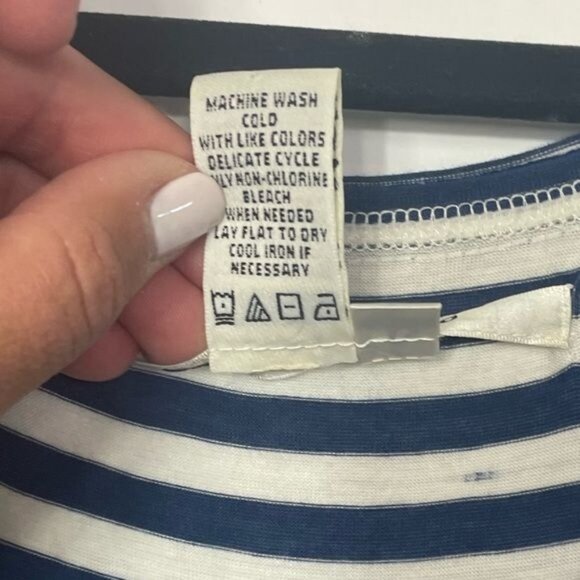 MACHINE WASH
COLD
WITH LIKE COLORS
DELICATE CYCLE
NON-CHLORINE
BLEACH
WHEN NEEDED
LAY FLAT TO DRY
COOL IRON IF
NECESSARY